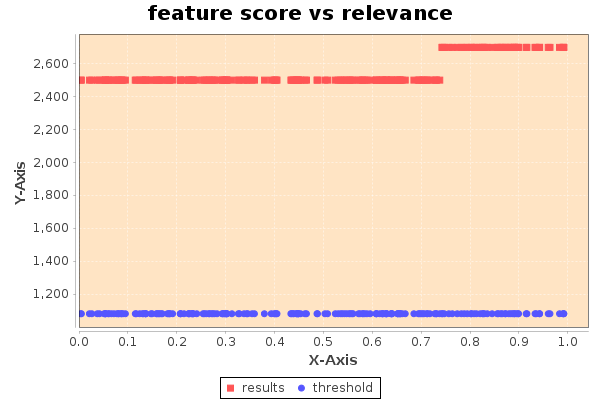 feature score vs relevance
Y-Axis
2,600
2,400
2,200
2,000
1,800
1,600
1,400
1,200
0.0 0.1 0.2 0.3 0.4 0.5 0.6 0.7 0.8 0.9 1.0
X-Axis
results threshold